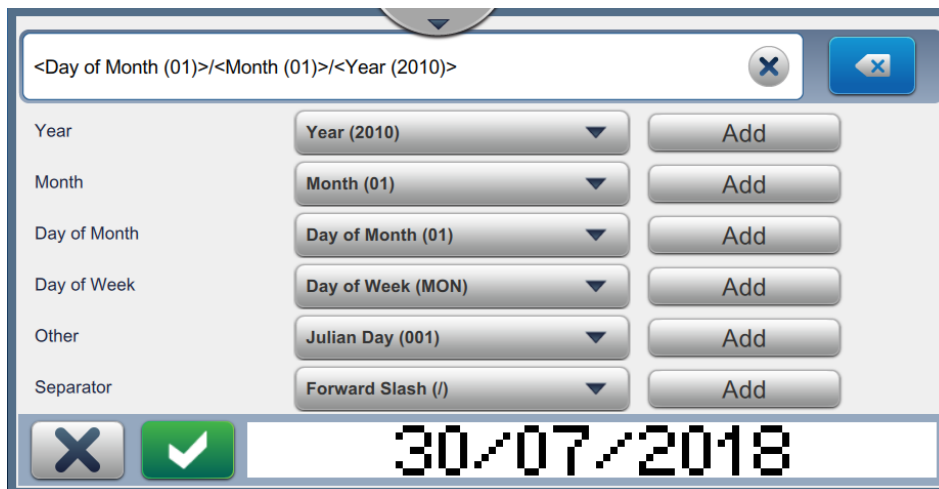 <Day of Month (01)>/<Month (01)>/<Year (2010)>
Year Year (2010) Add
Month Month (01) Add
Day of Month Day of Month (01) Add
Day of Week Day of Week (MON) Add
Other Julian Day (001) Add
Separator Forward Slash (/) Add
30/07/2018